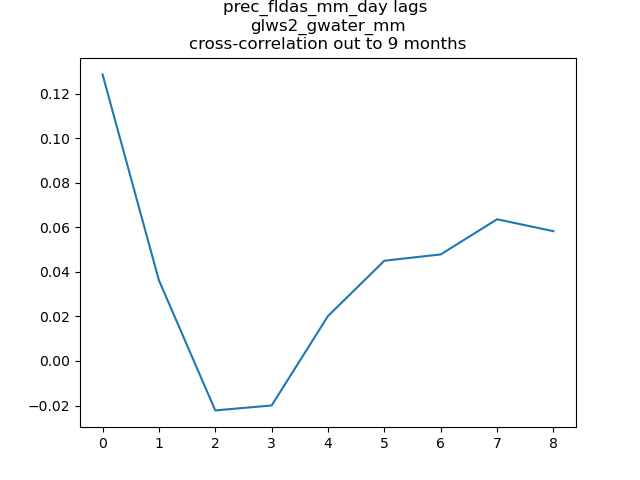 prec_fldas_mm_day lags
glws2_gwater_mm
cross-correlation out to 9 months
0.12
0.10
0.08
0.06
0.04
0.02
0.00
−0.02
0 1 2 3 4 5 6 7 8